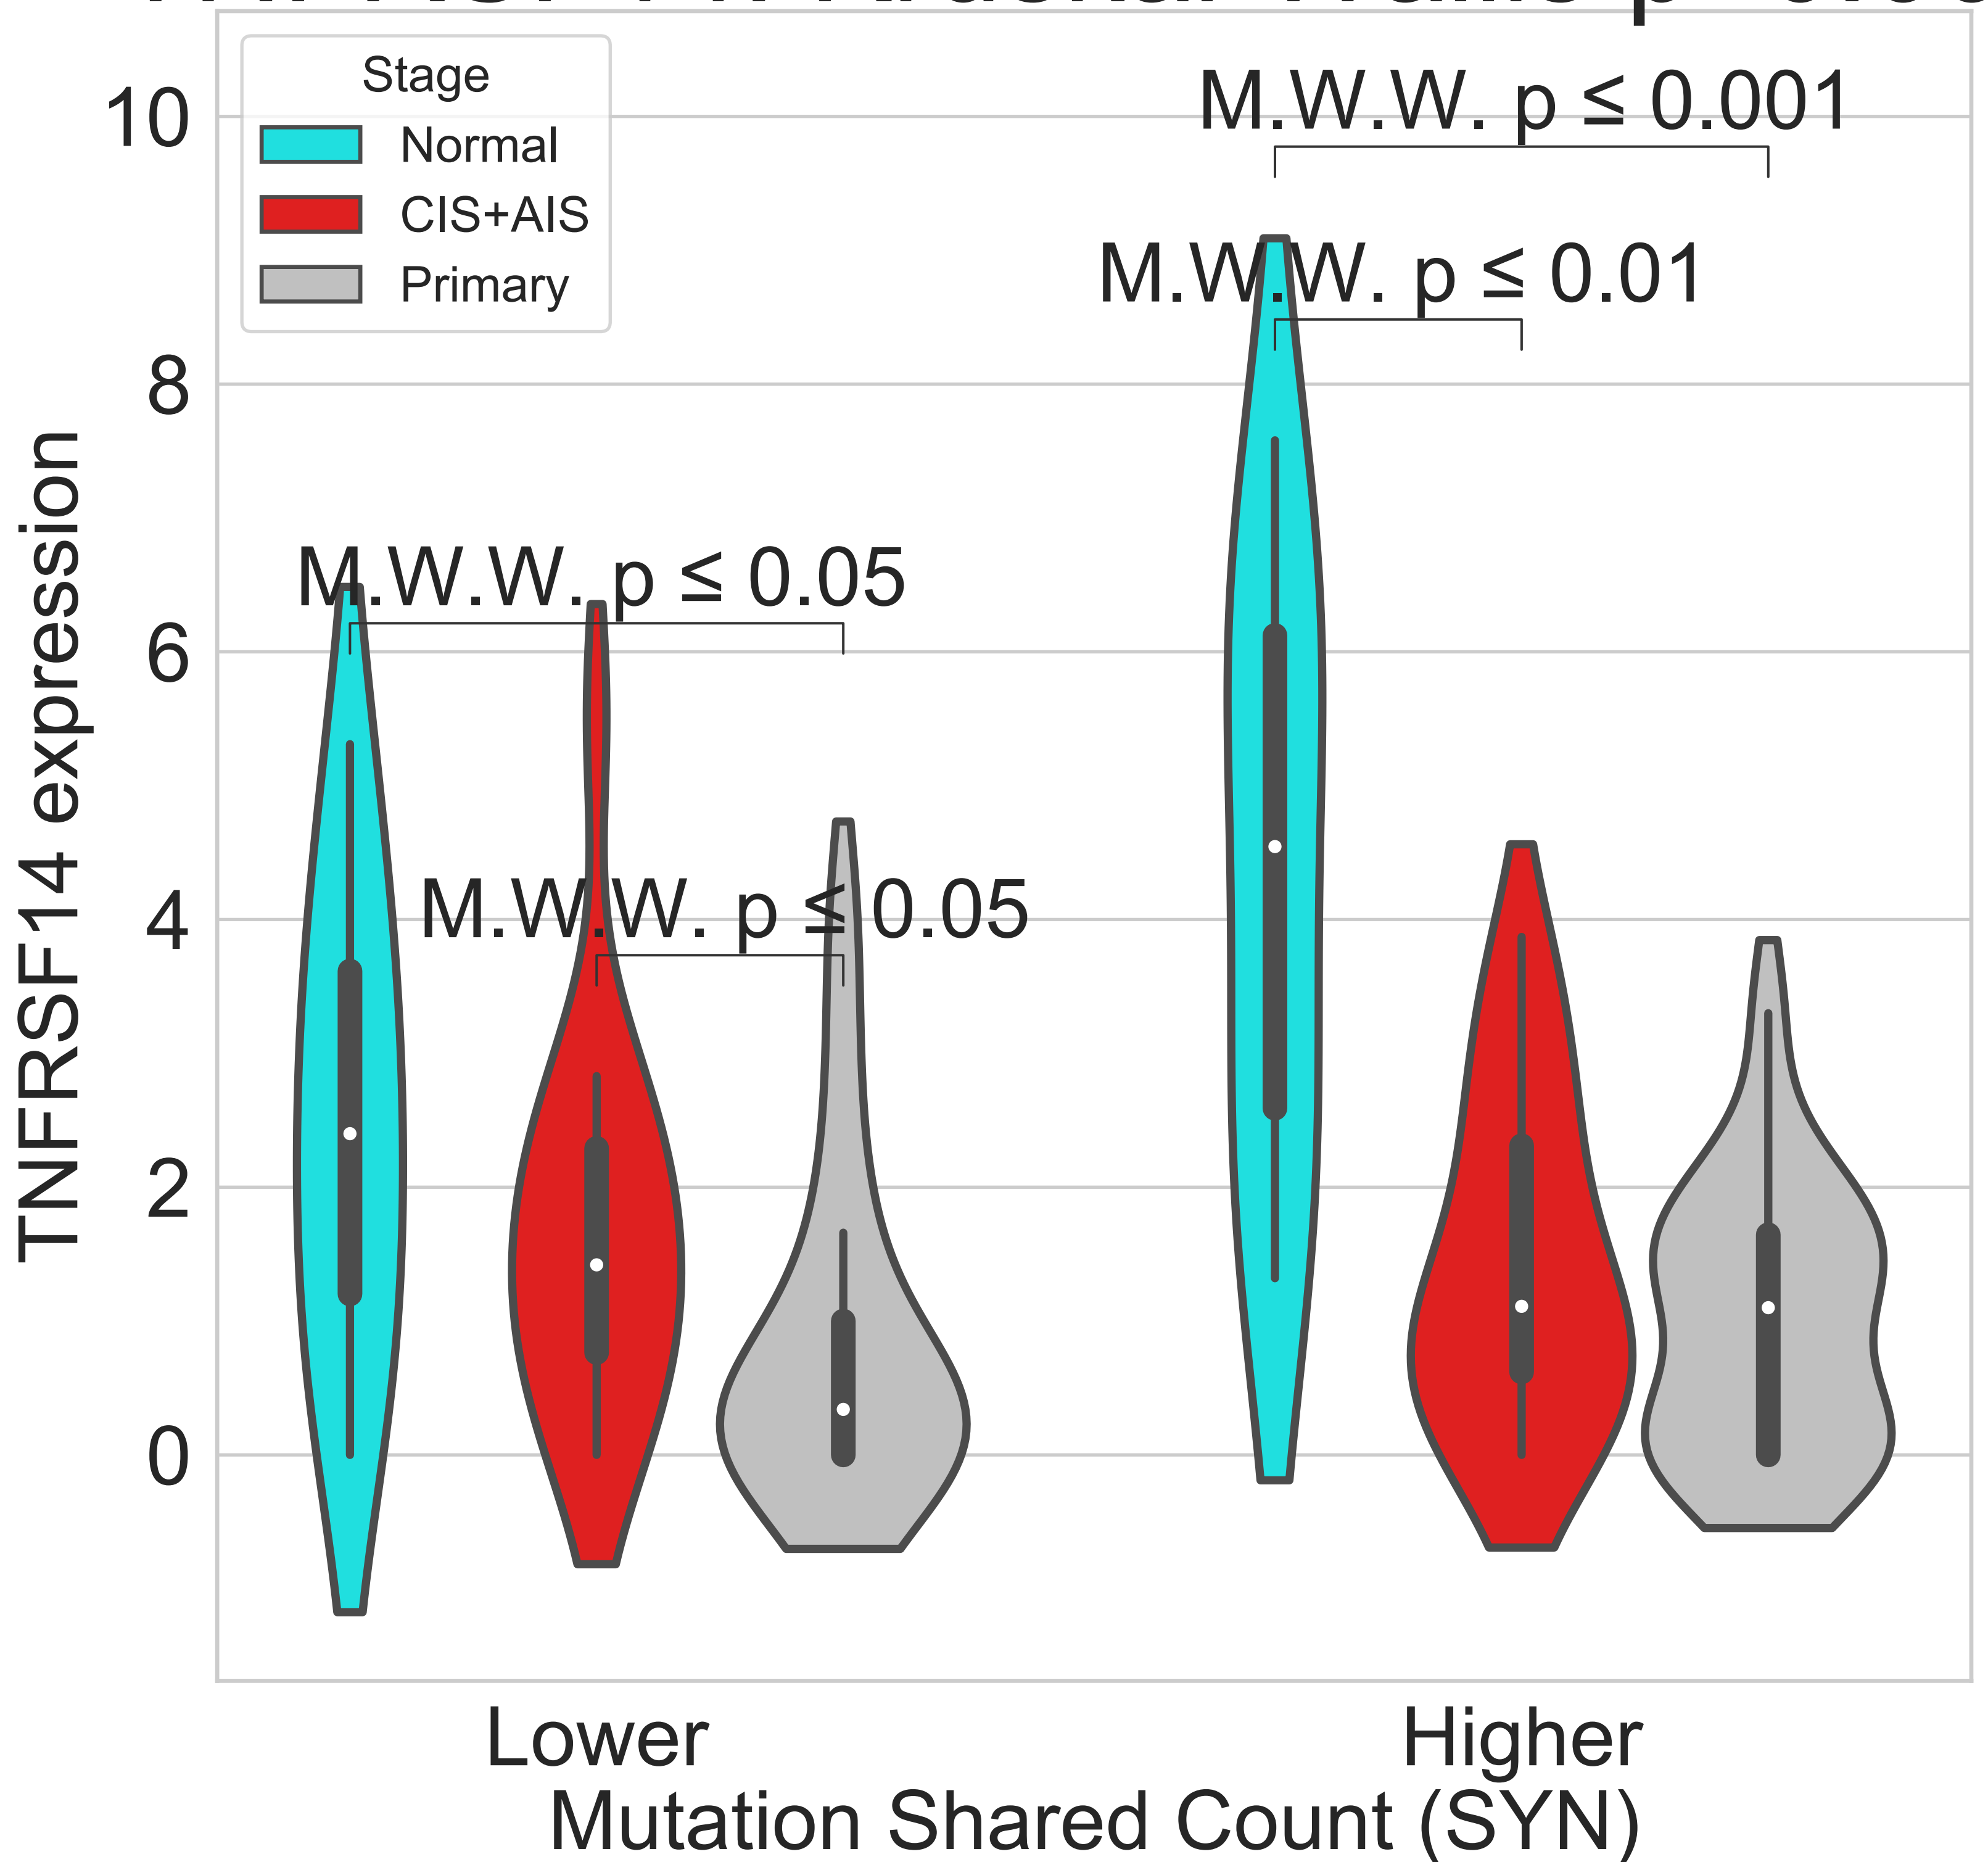 Stage
Normal
CIS+AIS
Primary
M.W.W. p ≤ 0.001
M.W.W. p ≤ 0.01
M.W.W. p ≤ 0.05
M.W.W. p ≤ 0.05
10
8
6
4
2
0
TNFRSF14 expression
Lower
Higher
Mutation Shared Count (SYN)